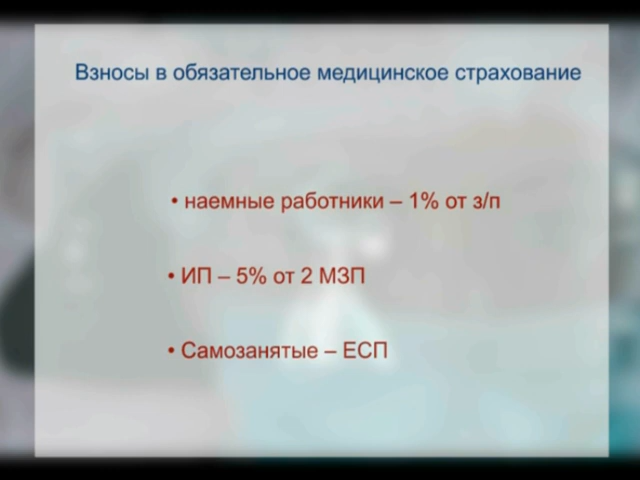 Взносы в обязательное медицинское страхование
• наемные работники – 1% от з/п
• ИП – 5% от 2 МЗП
• Самозанятые – ЕСП